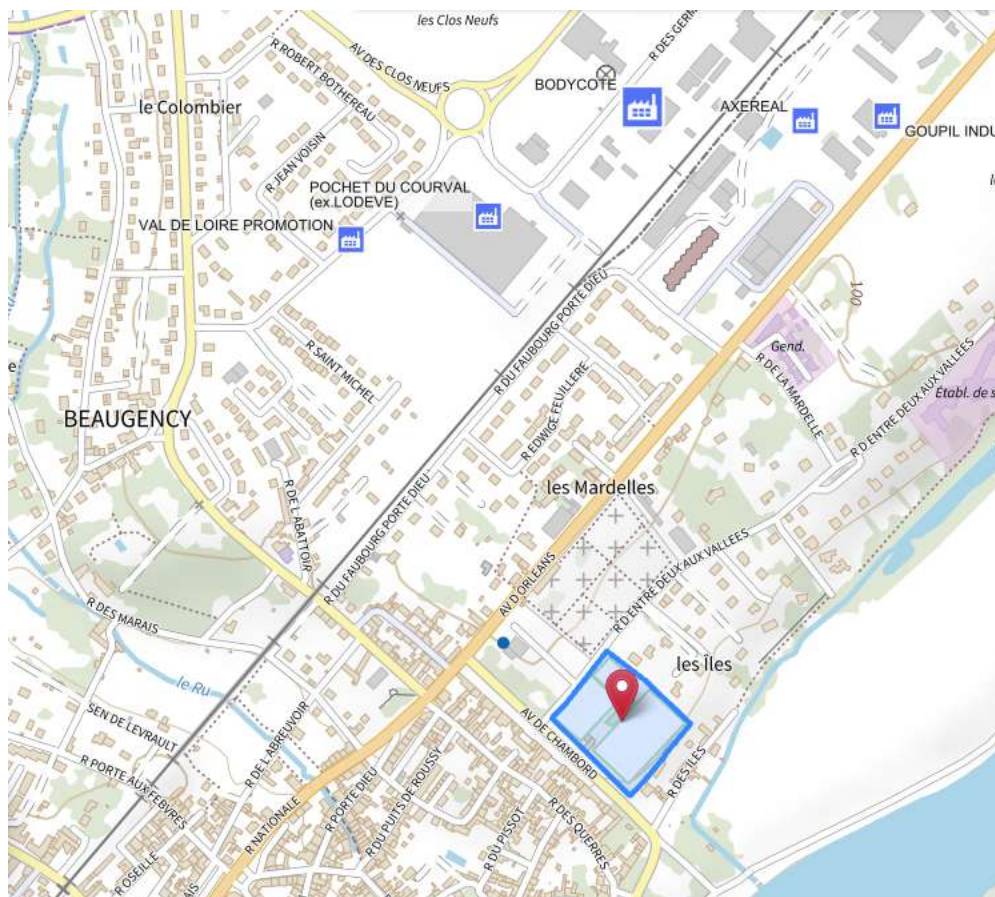 les Clos Neufs
R ROBERT BOTHEREAU
AV DES CLOS NEUFS
R DES GERM
le Colombier
BODYCOTE
AXEREAL
GOUPIL INDU
R JEAN VOISIN
POCHET DU COURVAL
(ex.LODEVE)
VAL DE LOIRE PROMOTION
R DU FAUBOURG PORTE DIEU
100
Gend.
R DE LA MARDELLE
R SAINT MICHEL
R EDWIGE FEUILLERE
R D ENTRE DEUX AUX VALLEES
Établ. de s
BEAUGENCY
R DE L ABATTOIR
R DU FAUBOURG PORTE DIEU
les Mardelles
AV D ORLEANS
R D ENTRE DEUX AUX VALLEES
R DES MARAIS
le Ru
les Îles
SEN DE LEVRAULT
R DE L ABREUVOIR
AV DE CHAMBORD
R DES ILES
R PORTE AUX FEBVRES
R NATIONALE
R PORTE DIEU
R DU PUITS DE ROUSSY
R DU PISSOT
R DES QUERRES
R OSEILLE